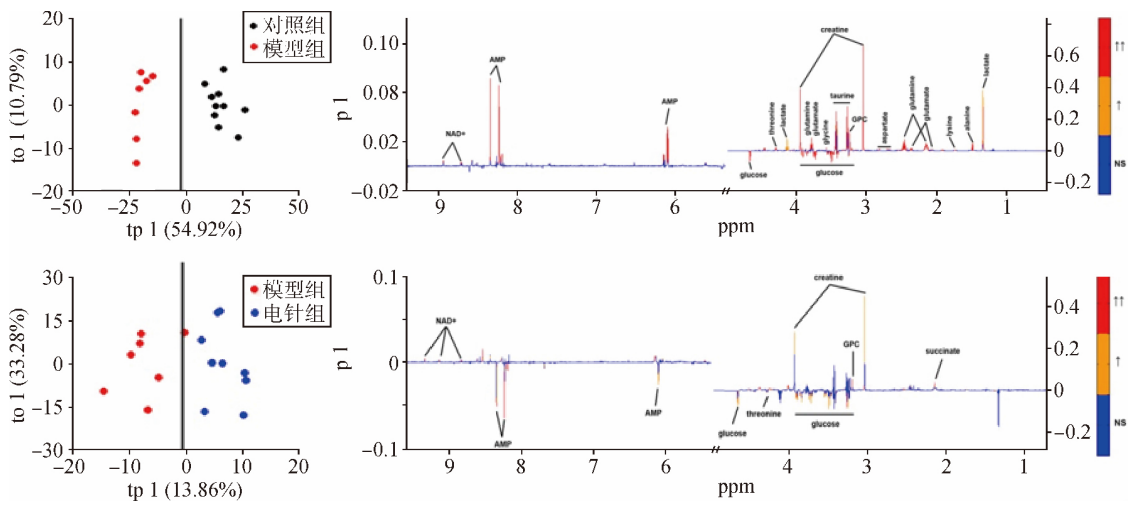 20
10
0
−10
−20
to 1 (10.79%)
−50
−25
0
25
50
tp 1 (54.92%)
对照组
模型组
p 1
0.10
0.08
0.02
−0.02
NAD+
AMP
AMP
9
8
7
6
ppm
threonine
lactate
creatine
glutamine
glutamate
glycine
taurine
GPC
aspartate
glutamine
glutamate
lysine
alanine
lactate
glucose
glucose
4
3
2
1
0.6
0.4
0.2
0
−0.2
↑↑
↑
NS
30
15
0
−15
−30
to 1 (33.28%)
−20
−10
0
10
20
tp 1 (13.86%)
模型组
电针组
p 1
0.1
0
−0.1
NAD+
AMP
AMP
9
8
7
6
ppm
creatine
GPC
succinate
glucose
threonine
glucose
4
3
2
1
0.4
0.2
0
−0.2
↑↑
↑
NS